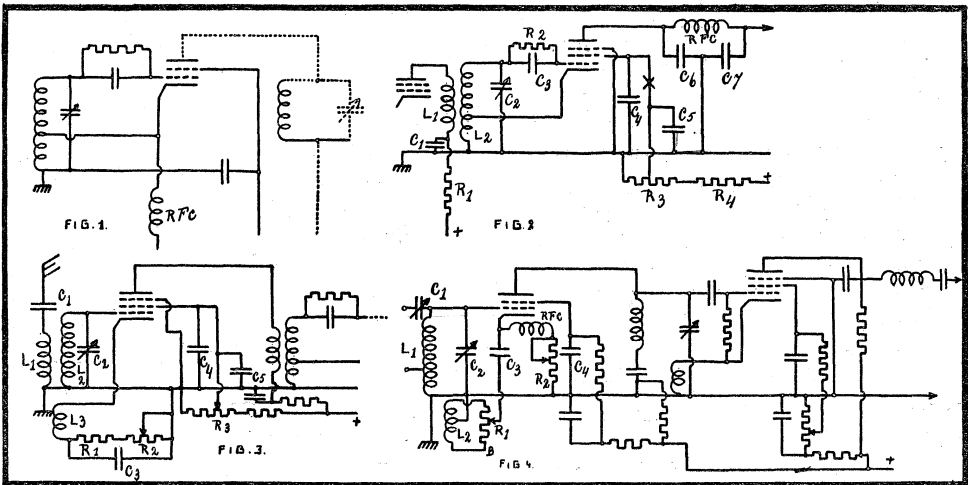 RFC
FIG.1.
L1
C1
R1
+
L2
C2
R2
C3
C4
C5
RFC
C6
C7
R3
R4
+
FIG.2
C1
L1
L2
C2
C4
C5
R3
+
L3
R1
R2
C3
FIG.3.
C1
L1
C2
C3
RFC
R2
C4
L2
R1
B
+
FIG 4.